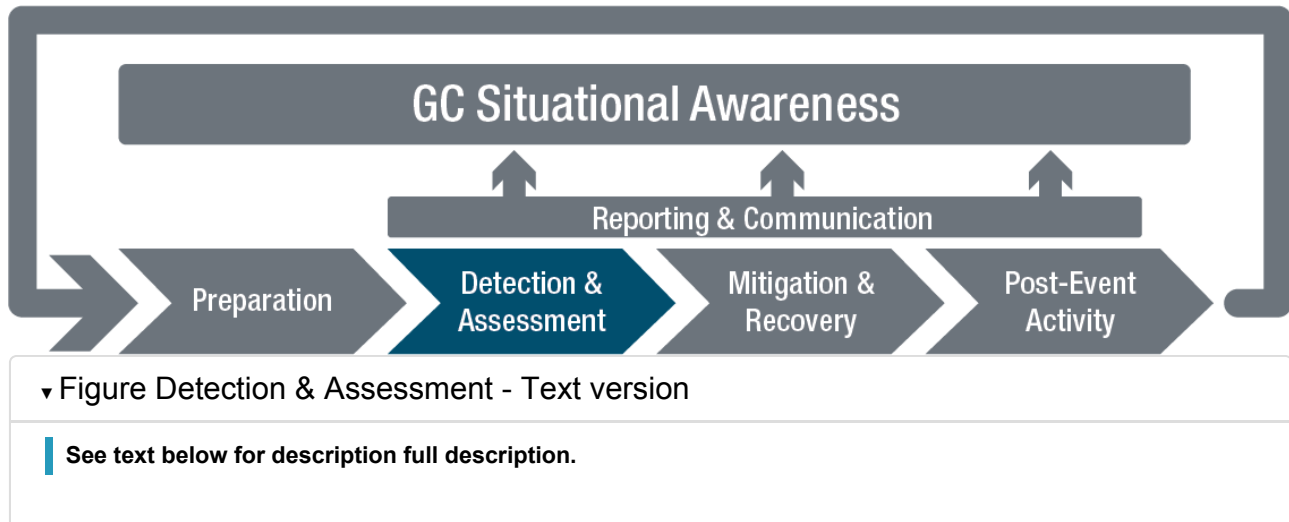 GC Situational Awareness
Reporting & Communication
Preparation
Detection &
Assessment
Mitigation &
Recovery
Post-Event
Activity
▾ Figure Detection & Assessment - Text version
See text below for description full description.